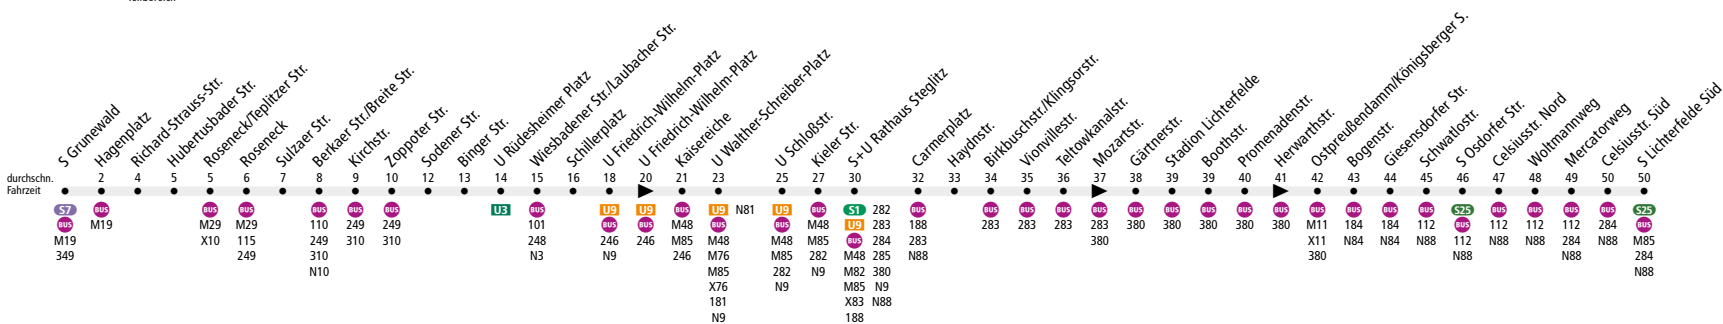 S Grunewald
Hagenplatz
Richard-Strauss-Str.
Hubertusbader Str.
Roseneck/Teplitzer Str.
Roseneck
Sulzaer Str.
Berkaer Str./Breite Str.
Kirchstr.
Zoppoter Str.
Sodener Str.
Binger Str.
U Rüdesheimer Platz
Wiesbadener Str./Laubacher Str.
Schillerplatz
U Friedrich-Wilhelm-Platz
U Friedrich-Wilhelm-Platz
Kaisereiche
U Walther-Schreiber-Platz
U Schloßstr.
Kieler Str.
S+U Rathaus Steglitz
Carmerplatz
Haydnstr.
Birkbuschstr./Klingsorstr.
Vionvillestr.
Teltowkanalstr.
Mozartstr.
Gärtnerstr.
Stadion Lichterfelde
Boothstr.
Promenadenstr.
Herwarthstr.
Ostpreußendamm/Königsberger S.
Bogenstr.
Giesensdorfer Str.
Schwatlostr.
S Osdorfer Str.
Celsiusstr. Nord
Woltmannweg
Mercatorweg
Celsiusstr. Süd
S Lichterfelde Süd
durchschn. 2 4 5 5 6 7 8 9 10 12 13 14 15 16 18 20 21 23 25 27 30 32 33 34 35 36 37 38 39 39 40 41 42 43 44 45 46 47 48 49 50 50
Fahrzeit
S7 BUS BUS BUS BUS BUS BUS U3 BUS U9 U9 BUS U9 N81 U9 BUS S1 282 BUS BUS BUS BUS BUS BUS BUS BUS BUS BUS BUS BUS BUS BUS S25 BUS BUS BUS BUS S25
BUS M19 M29 M29 110 249 249 101 BUS BUS M48 BUS BUS M48 U9 283 188 283 283 283 283 380 380 380 380 380 M11 184 184 112 BUS 112 112 112 284 BUS
M19 X10 115 249 310 310 248 246 246 M85 M48 M48 M85 BUS 284 283 380 X11 N84 N84 N88 112 N88 N88 284 N88 M85
349 249 310 N3 N9 246 M76 M85 282 M48 285 N88 380 N88 N88 284
N10 M85 282 N9 M82 380 N88
X76 N9 M85 N9
181 X83 N88
N9 188